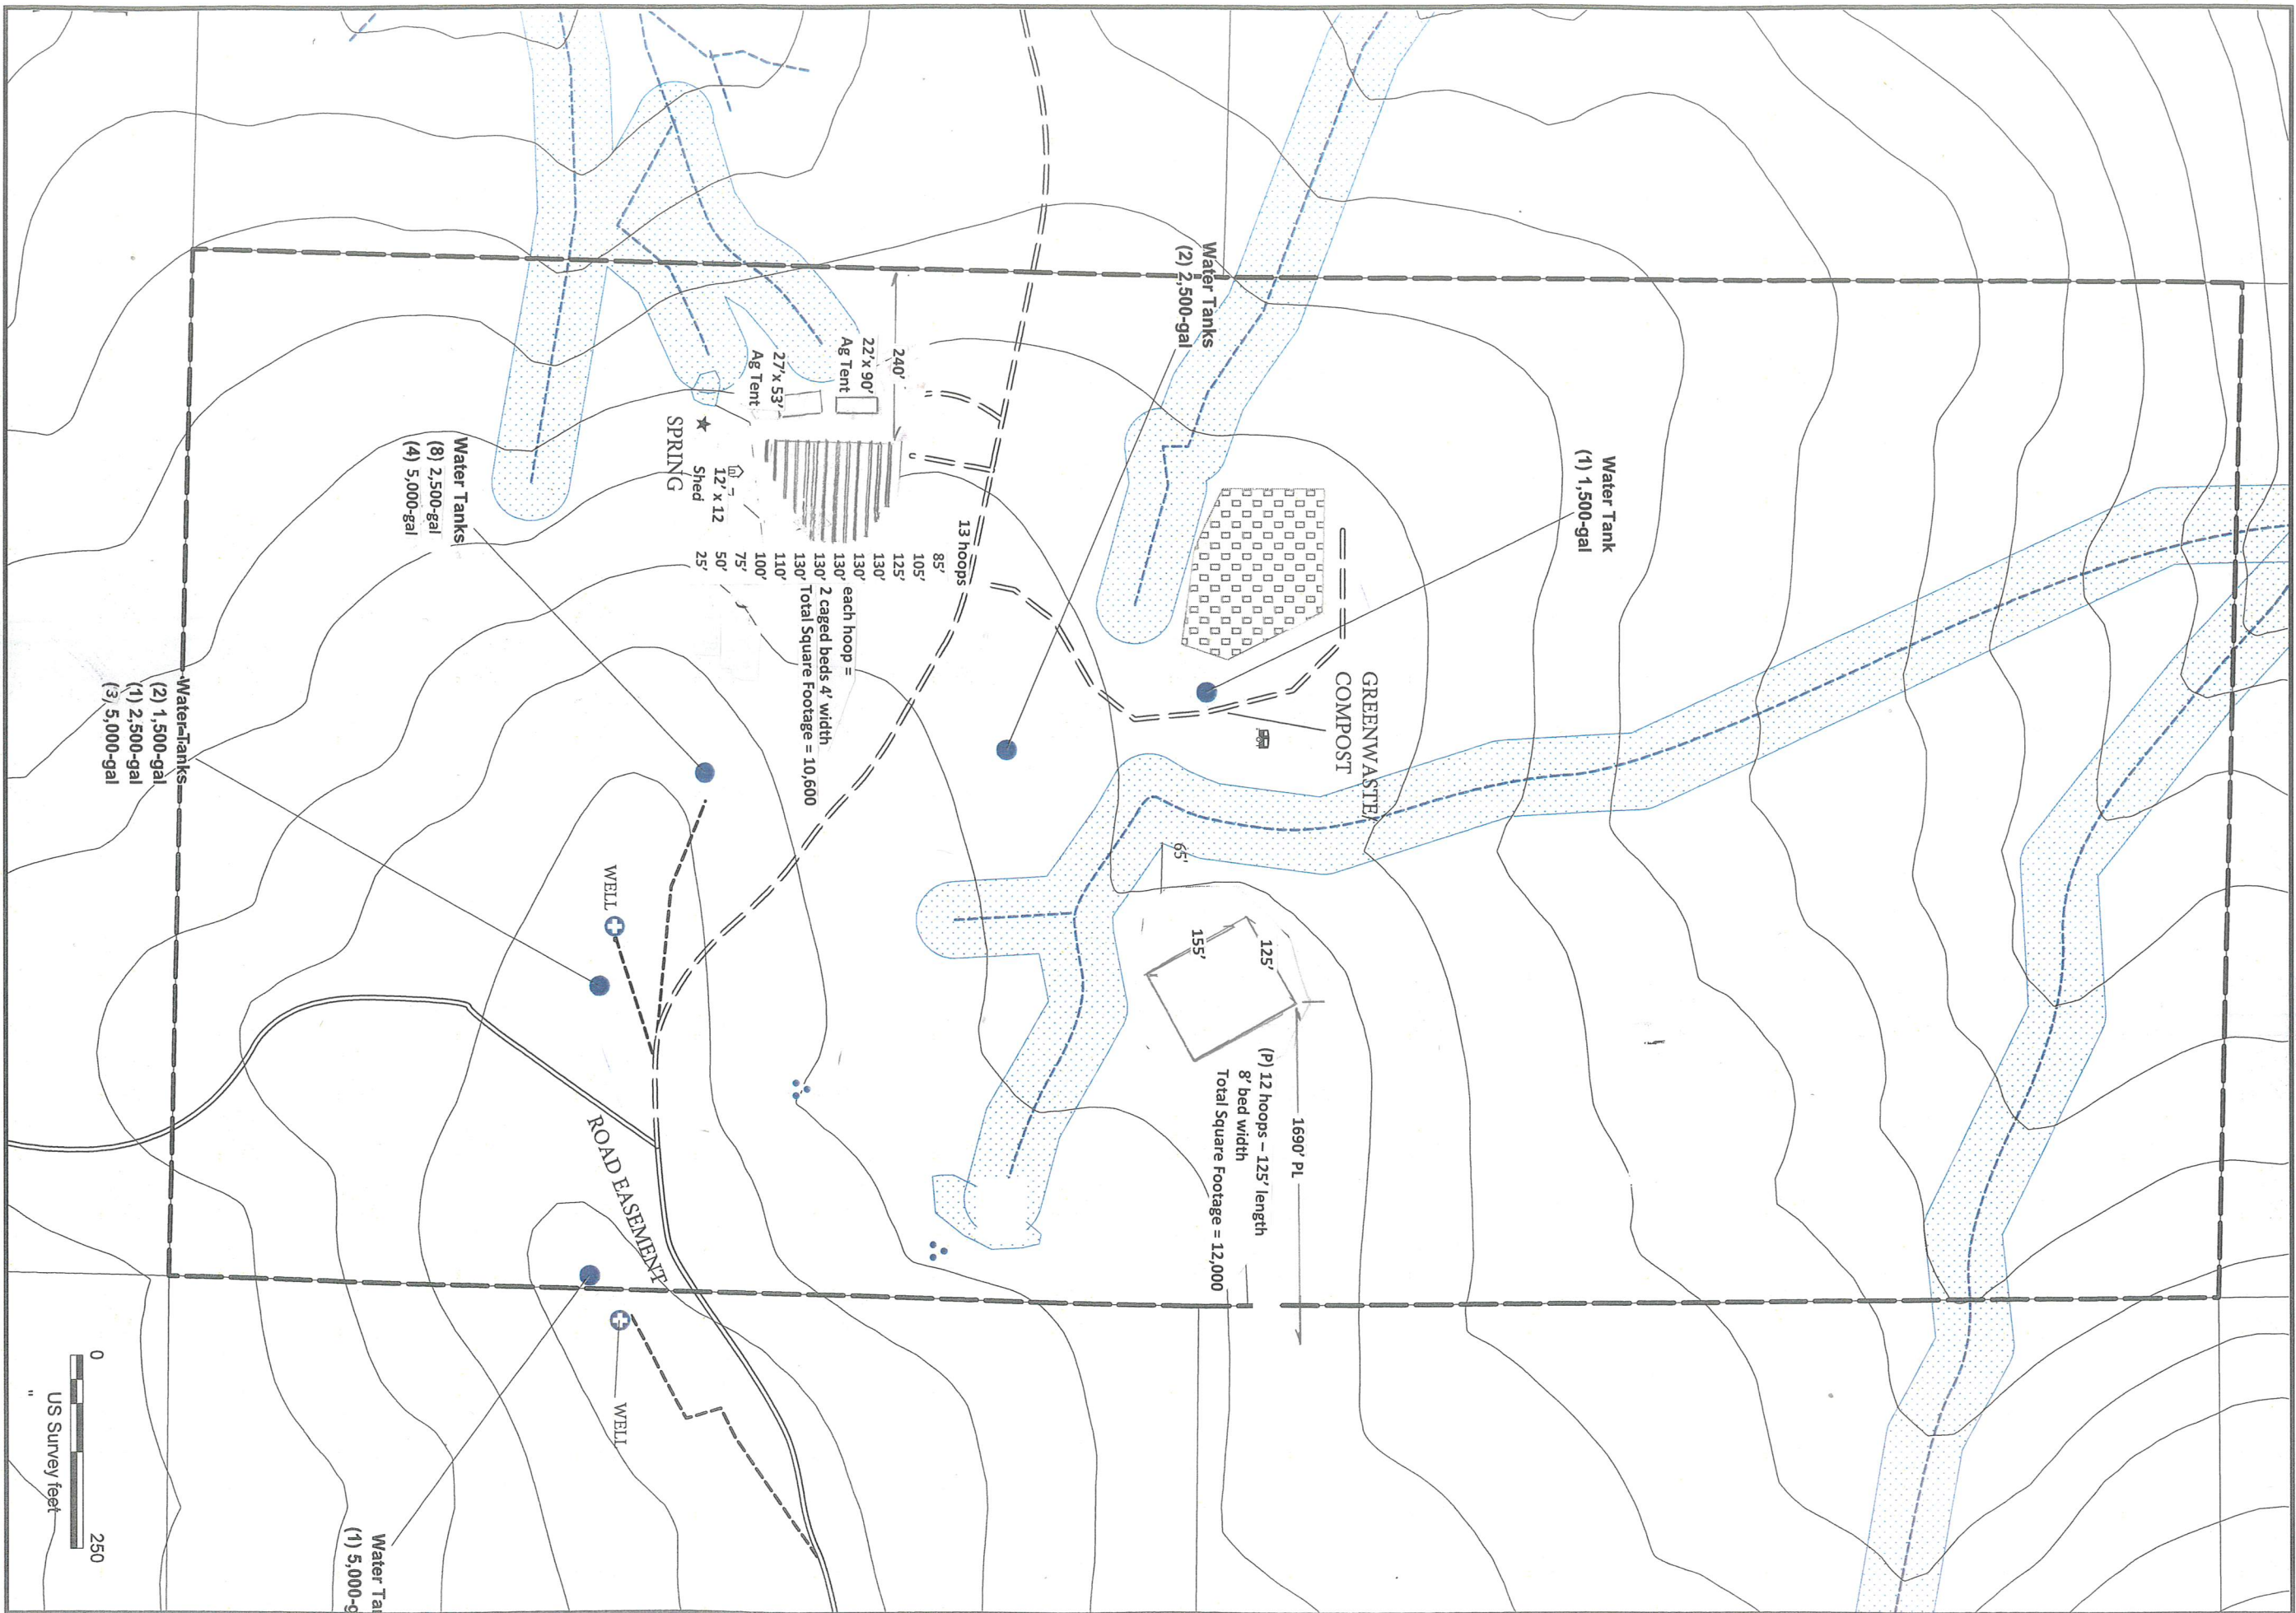 Water Tank
(1) 1,500-gal
Water Tanks
(2) 2,500-gal
GREENWASTE/
COMPOST
65'
125'
155'
1690' PL
(P) 12 hoops – 125' length
8' bed width
Total Square Footage = 12,000
240'
22'x 90'
Ag Tent
27'x 53'
Ag Tent
SPRING
12' x 12
Shed
13 hoops
85'
105'
125'
130'
130'
130' each hoop =
130' 2 caged beds 4' width
130' Total Square Footage = 10,600
110'
100'
75'
50'
25'
Water Tanks
(8) 2,500-gal
(4) 5,000-gal
Water Tanks
(2) 1,500-gal
(1) 2,500-gal
(3) 5,000-gal
WELL
ROAD EASEMENT
WELL
(1) 5,000-g
0 250
US Survey feet